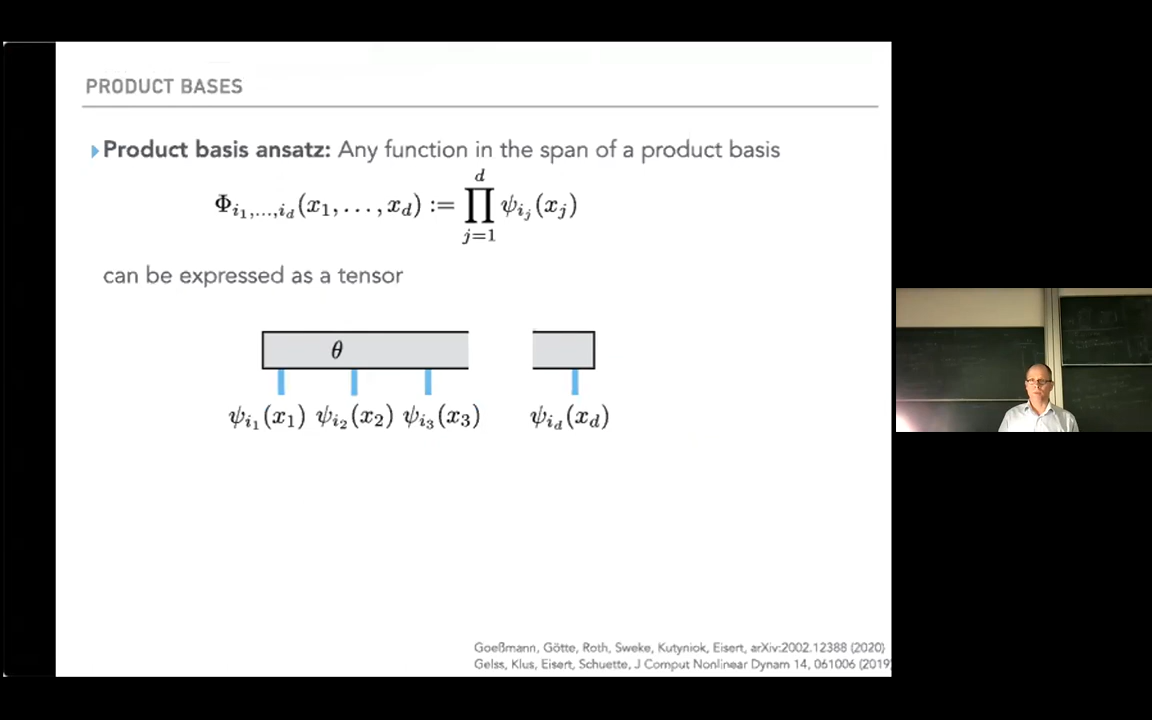 PRODUCT BASES
Product basis ansatz: Any function in the span of a product basis
Φ_{i_1,...,i_d}(x_1, . . . , x_d) := ∏_{j=1}^{d} ψ_{i_j}(x_j)
can be expressed as a tensor
θ
ψ_{i_1}(x_1) ψ_{i_2}(x_2) ψ_{i_3}(x_3) ψ_{i_d}(x_d)
Goeßmann, Götte, Roth, Sweke, Kutyniok, Eisert, arXiv:2002.12388 (2020)
Gelss, Klus, Eisert, Schuette, J Comput Nonlinear Dynam 14, 061006 (2019